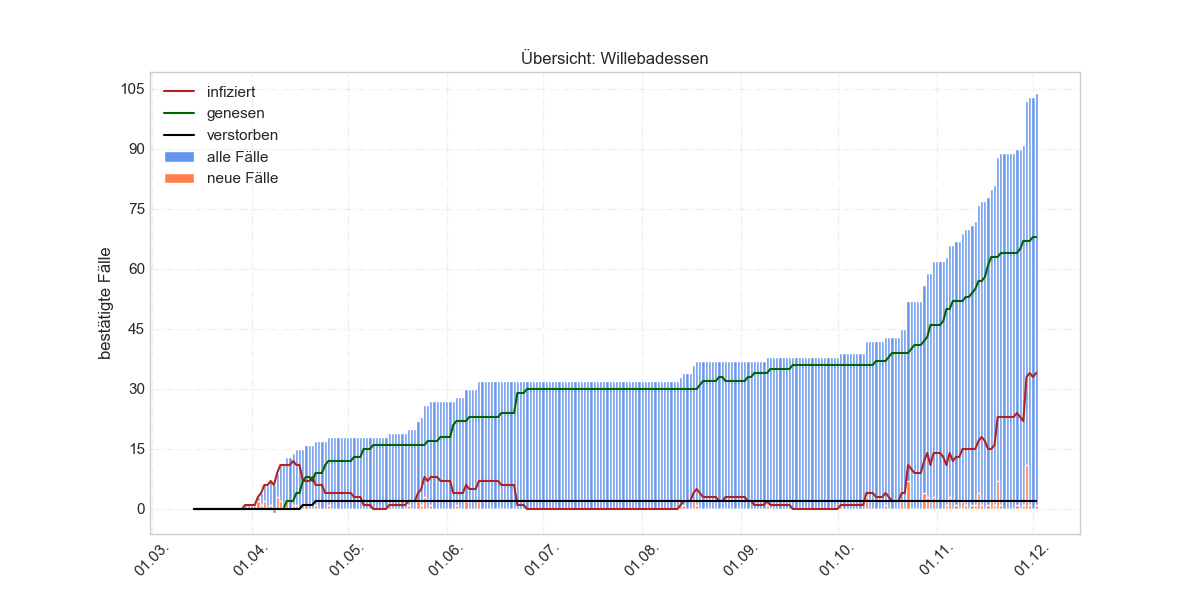 Übersicht: Willebadessen
bestätigte Fälle
105
90
75
60
45
30
15
0
infiziert
genesen
verstorben
alle Fälle
neue Fälle
01.03.
01.04.
01.05.
01.06.
01.07.
01.08.
01.09.
01.10.
01.11.
01.12.